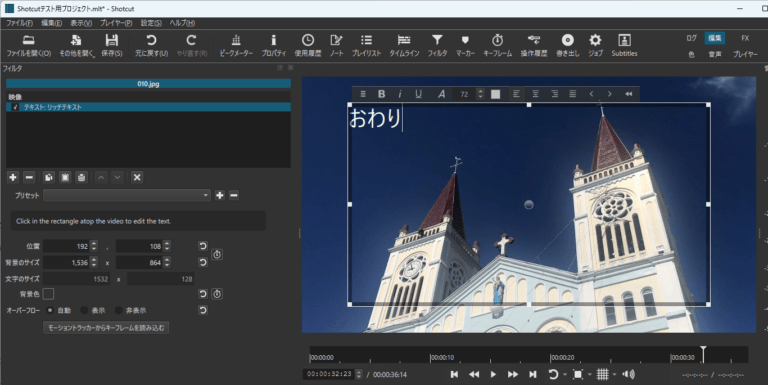 Shotcutテスト用プロジェクト.mlt* - Shotcut
ファイル(F) 編集(E) 表示(V) プレイヤー(P) 設定(S) ヘルプ(H)
ファイルを開く(O) その他を開く 保存(S) 元に戻す(U) やり直す(R) ピークメーター プロパティ 使用履歴 ノート プレイリスト タイムライン フィルタ マーカー キーフレーム 操作履歴 書き出し ジョブ Subtitles
ログ 編集 FX
色 音声 プレイヤー
フィルタ
010.jpg
映像
テキスト: リッチテキスト
プリセット
Click in the rectangle atop the video to edit the text.
位置 192 , 108
背景のサイズ 1,536 x 864
文字のサイズ 1532 x 128
背景色
オーバーフロー 自動 表示 非表示
モーショントラッカーからキーフレームを読み込む
B i U A 72
おわり
00:00:00 00:00:10 00:00:20 00:00:30
00:00:32:23 / 00:00:36:14
--:--:--:-- / --:--:--:--